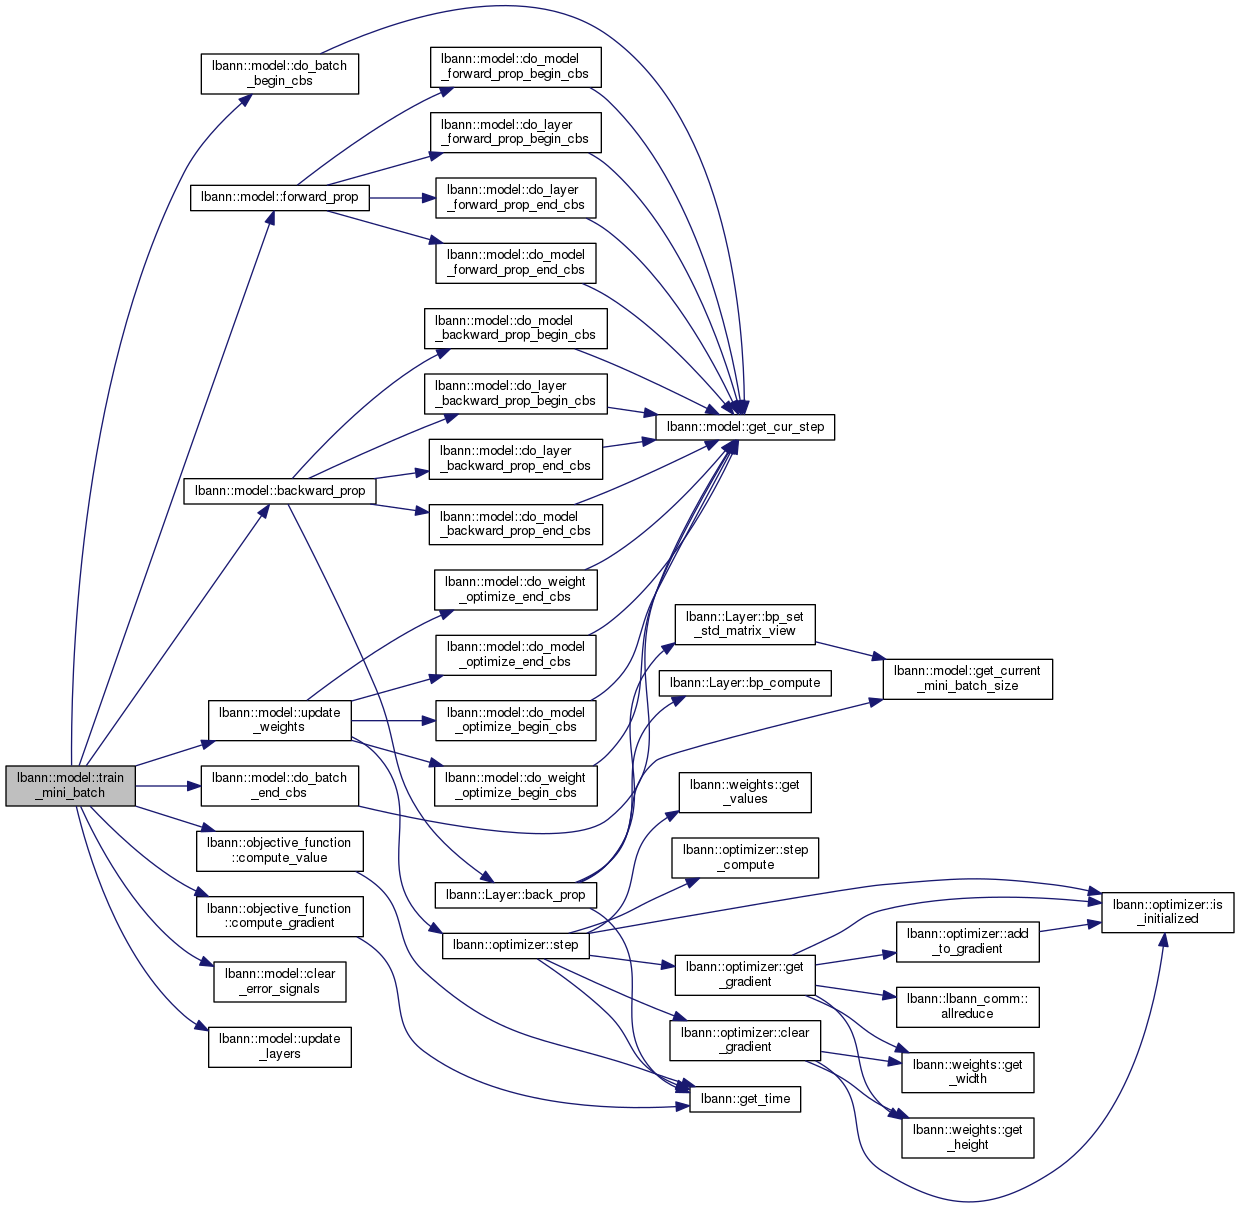 lbann::model::train
_mini_batch
lbann::model::do_batch
_begin_cbs
lbann::model::forward_prop
lbann::model::backward_prop
lbann::model::update
_weights
lbann::model::do_batch
_end_cbs
lbann::objective_function
::compute_value
lbann::objective_function
::compute_gradient
lbann::model::clear
_error_signals
lbann::model::update
_layers
lbann::model::do_model
_forward_prop_begin_cbs
lbann::model::do_layer
_forward_prop_begin_cbs
lbann::model::do_layer
_forward_prop_end_cbs
lbann::model::do_model
_forward_prop_end_cbs
lbann::model::do_model
_backward_prop_begin_cbs
lbann::model::do_layer
_backward_prop_begin_cbs
lbann::model::do_layer
_backward_prop_end_cbs
lbann::model::do_model
_backward_prop_end_cbs
lbann::model::do_weight
_optimize_end_cbs
lbann::model::do_model
_optimize_end_cbs
lbann::model::do_model
_optimize_begin_cbs
lbann::model::do_weight
_optimize_begin_cbs
lbann::Layer::back_prop
lbann::optimizer::step
lbann::model::get_cur_step
lbann::Layer::bp_set
_std_matrix_view
lbann::Layer::bp_compute
lbann::weights::get
_values
lbann::optimizer::step
_compute
lbann::optimizer::get
_gradient
lbann::optimizer::clear
_gradient
lbann::get_time
lbann::model::get_current
_mini_batch_size
lbann::optimizer::add
_to_gradient
lbann::lbann_comm::
allreduce
lbann::weights::get
_width
lbann::weights::get
_height
lbann::optimizer::is
_initialized